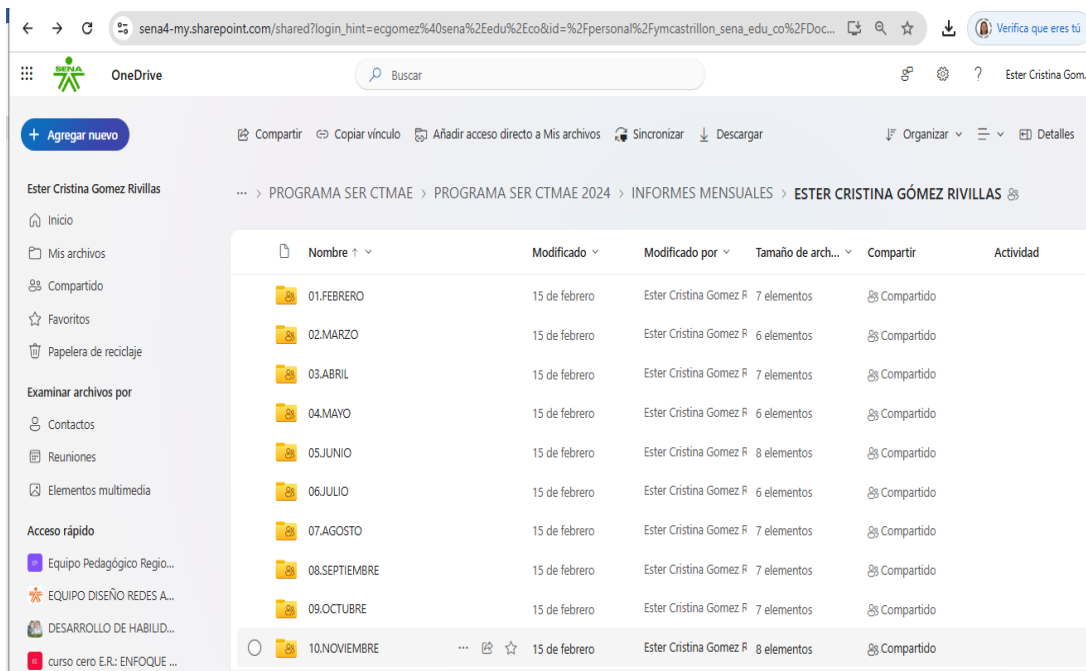 sena4-my.sharepoint.com/shared?login_hint=ecgomez%40sena%2Eedu%2Eco&id=%2Fpersonal%2Fymcastrillon_sena_edu_co%2FDoc...
Verifica que eres tú
SENA
OneDrive
Buscar
?
Ester Cristina Gom.
+ Agregar nuevo
Compartir
Copiar vínculo
Añadir acceso directo a Mis archivos
Sincronizar
Descargar
Organizar
Detalles
Ester Cristina Gomez Rivillas
Inicio
Mis archivos
Compartido
Favoritos
Papelera de reciclaje
Examinar archivos por
Contactos
Reuniones
Elementos multimedia
Acceso rápido
Equipo Pedagógico Regio...
EQUIPO DISEÑO REDES A...
DESARROLLO DE HABILID...
curso cero E.R.: ENFOQUE ...
... > PROGRAMA SER CTMAE > PROGRAMA SER CTMAE 2024 > INFORMES MENSUALES > ESTER CRISTINA GÓMEZ RIVILLAS
Nombre ↑ Modificado Modificado por Tamaño de arch... Compartir Actividad
01.FEBRERO 15 de febrero Ester Cristina Gomez R 7 elementos Compartido
02.MARZO 15 de febrero Ester Cristina Gomez R 6 elementos Compartido
03.ABRIL 15 de febrero Ester Cristina Gomez R 7 elementos Compartido
04.MAYO 15 de febrero Ester Cristina Gomez R 6 elementos Compartido
05.JUNIO 15 de febrero Ester Cristina Gomez R 8 elementos Compartido
06.JULIO 15 de febrero Ester Cristina Gomez R 6 elementos Compartido
07.AGOSTO 15 de febrero Ester Cristina Gomez R 7 elementos Compartido
08.SEPTIEMBRE 15 de febrero Ester Cristina Gomez R 7 elementos Compartido
09.OCTUBRE 15 de febrero Ester Cristina Gomez R 7 elementos Compartido
10.NOVIEMBRE ... 15 de febrero Ester Cristina Gomez R 8 elementos Compartido